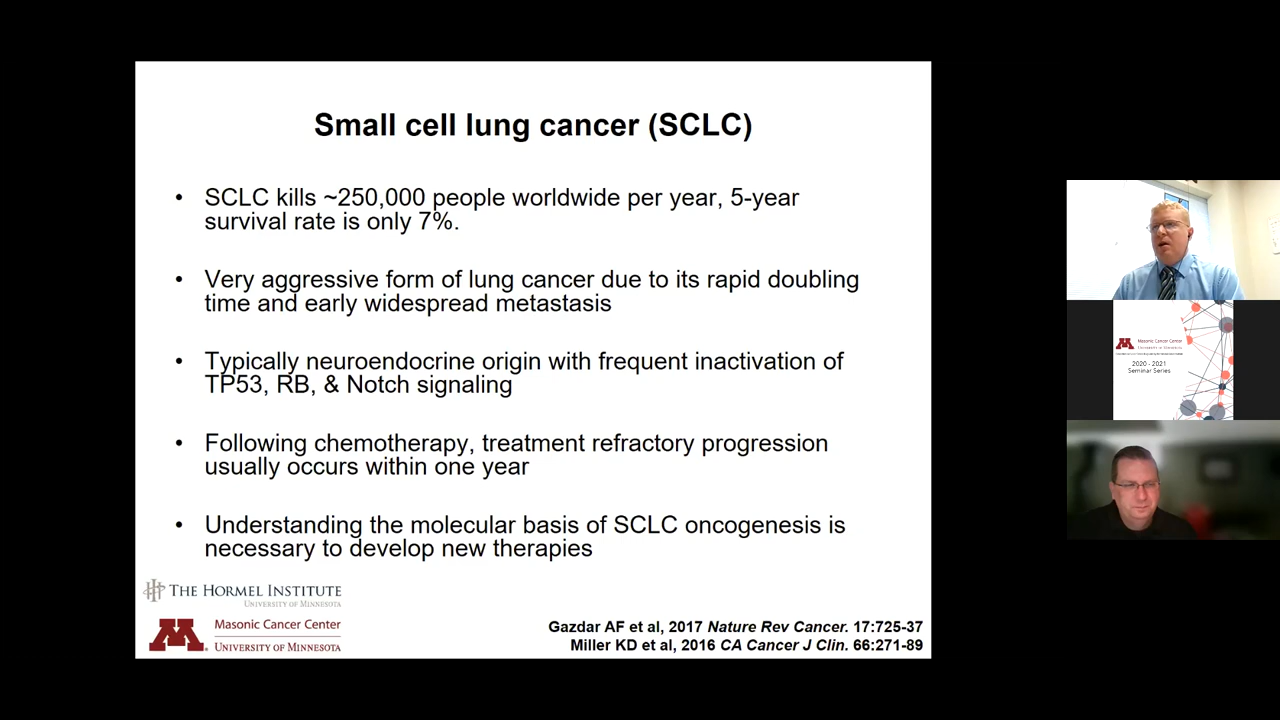 Small cell lung cancer (SCLC)
• SCLC kills ~250,000 people worldwide per year, 5-year
survival rate is only 7%.
• Very aggressive form of lung cancer due to its rapid doubling
time and early widespread metastasis
• Typically neuroendocrine origin with frequent inactivation of
TP53, RB, & Notch signaling
• Following chemotherapy, treatment refractory progression
usually occurs within one year
• Understanding the molecular basis of SCLC oncogenesis is
necessary to develop new therapies
THE HORMEL INSTITUTE
UNIVERSITY OF MINNESOTA
Masonic Cancer Center
UNIVERSITY OF MINNESOTA
Gazdar AF et al, 2017 Nature Rev Cancer. 17:725-37
Miller KD et al, 2016 CA Cancer J Clin. 66:271-89
Masonic Cancer Center
UNIVERSITY OF MINNESOTA
2020 - 2021
Seminar Series